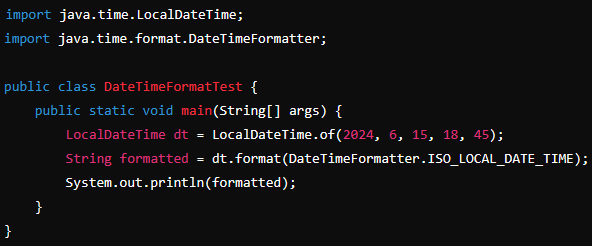 import java.time.LocalDateTime;
import java.time.format.DateTimeFormatter;
public class DateTimeFormatTest {
public static void main(String[] args) {
LocalDateTime dt = LocalDateTime.of(2024, 6, 15, 18, 45);
String formatted = dt.format(DateTimeFormatter.ISO_LOCAL_DATE_TIME);
System.out.println(formatted);
}
}